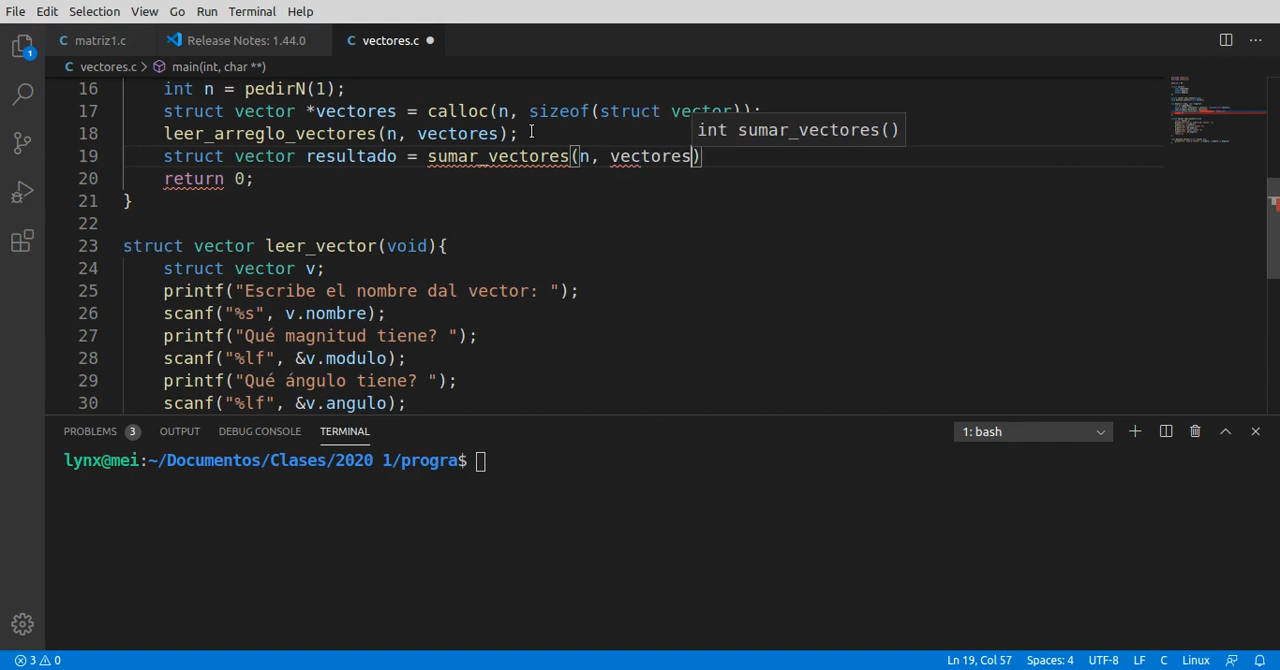 File Edit Selection View Go Run Terminal Help
C matriz1.c Release Notes: 1.44.0 C vectores.c ● ...
C vectores.c > main(int, char **)
16 int n = pedirN(1);
17 struct vector *vectores = calloc(n, sizeof(struct vector));
int sumar_vectores()
18 leer_arreglo_vectores(n, vectores);
19 struct vector resultado = sumar_vectores(n, vectores)
20 return 0;
21 }
22
23 struct vector leer_vector(void){
24 struct vector v;
25 printf("Escribe el nombre dal vector: ");
26 scanf("%s", v.nombre);
27 printf("Qué magnitud tiene? ");
28 scanf("%lf", &v.modulo);
29 printf("Qué ángulo tiene? ");
30 scanf("%lf", &v.angulo);
PROBLEMS 3 OUTPUT DEBUG CONSOLE TERMINAL 1: bash
lynx@mei:~/Documentos/Clases/2020 1/progra$
1
3 0 Ln 19, Col 57 Spaces: 4 UTF-8 LF C Linux